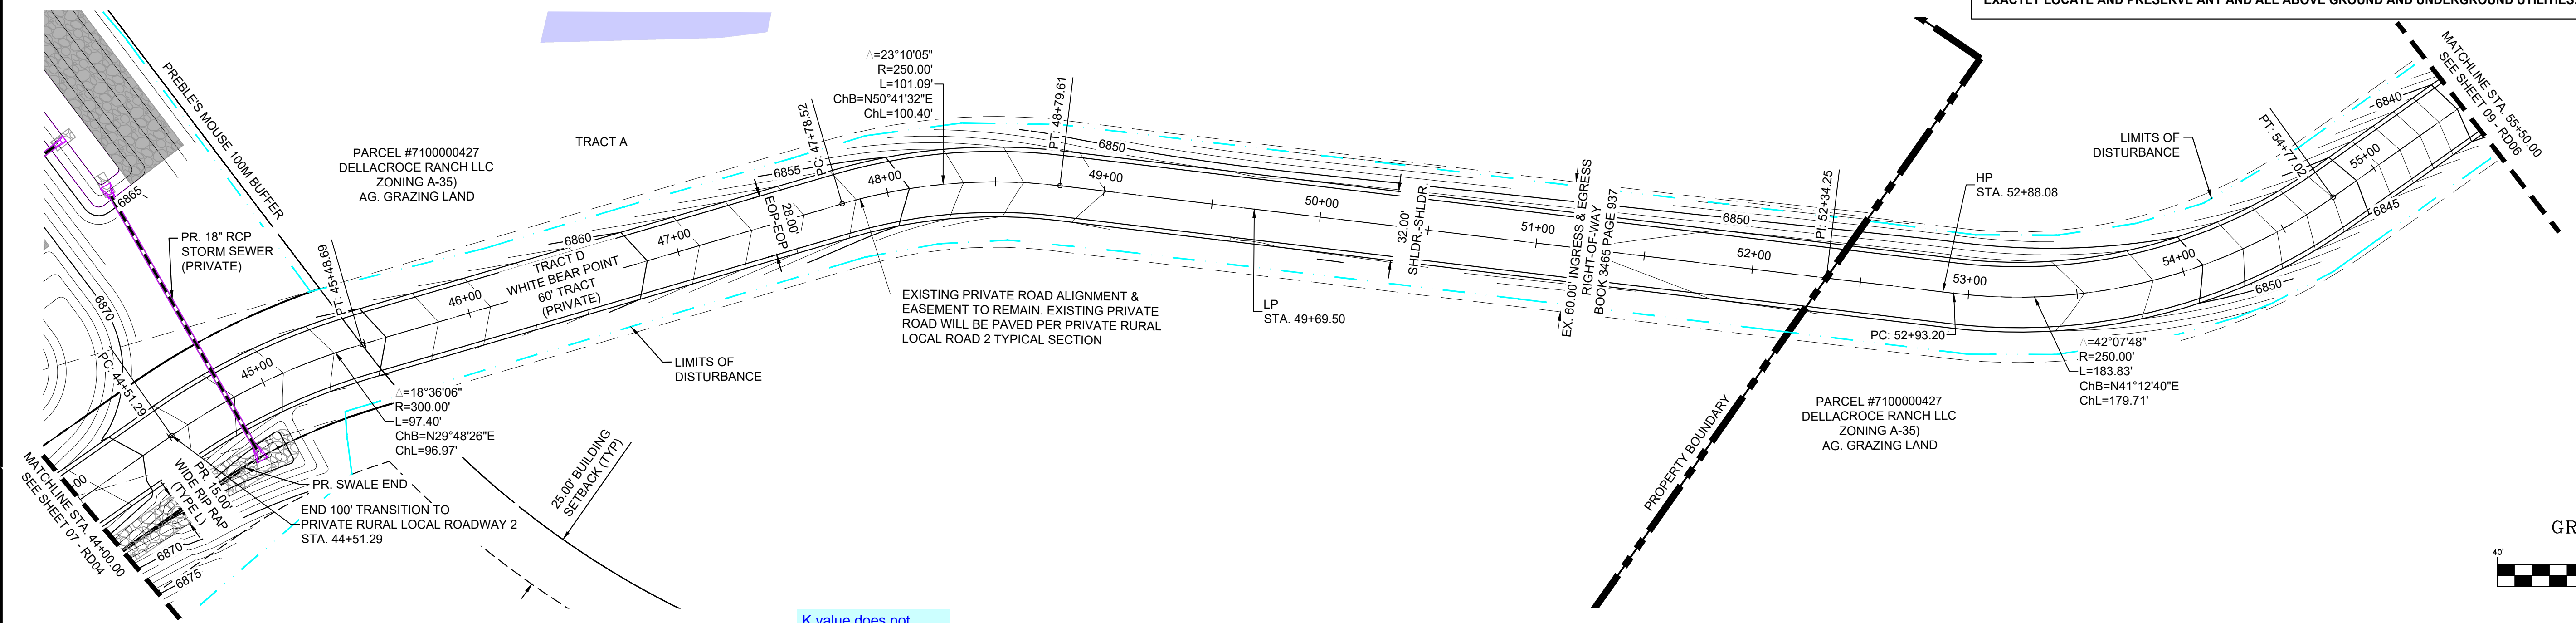 EXACTLY LOCATE AND PRESERVE ANY AND ALL ABOVE GROUND AND UNDERGROUND UTILITIES.
PREBLE'S MOUSE 100M BUFFER
PARCEL #7100000427
DELLACROCE RANCH LLC
ZONING A-35)
AG. GRAZING LAND
TRACT A
6865
PR. 18" RCP
STORM SEWER
(PRIVATE)
6870
PC: 44+51.29
PT: 45+48.69
45+00
46+00
6860
TRACT D
WHITE BEAR POINT
60' TRACT
(PRIVATE)
47+00
6855
28.00'
EOP-EOP
PC: 47+78.52
48+00
△=23°10'05"
R=250.00'
L=101.09'
ChB=N50°41'32"E
ChL=100.40'
PT: 48+79.61
6850
49+00
LIMITS OF
DISTURBANCE
EXISTING PRIVATE ROAD ALIGNMENT &
EASEMENT TO REMAIN. EXISTING PRIVATE
ROAD WILL BE PAVED PER PRIVATE RURAL
LOCAL ROAD 2 TYPICAL SECTION
LP
STA. 49+69.50
50+00
32.00'
SHLDR.-SHLDR.
51+00
EX. 60.00' INGRESS & EGRESS
RIGHT-OF-WAY
BOOK 3465 PAGE 937
6850
52+00
PI: 52+34.25
HP
STA. 52+88.08
53+00
PC: 52+93.20
△=42°07'48"
R=250.00'
L=183.83'
ChB=N41°12'40"E
ChL=179.71'
PARCEL #7100000427
DELLACROCE RANCH LLC
ZONING A-35)
AG. GRAZING LAND
PROPERTY BOUNDARY
LIMITS OF
DISTURBANCE
54+00
6850
PT: 54+77.02
55+00
6840
6845
MATCHLINE STA. 55+50.00
SEE SHEET 09 - RD06
△=18°36'06"
R=300.00'
L=97.40'
ChB=N29°48'26"E
ChL=96.97'
25.00' BUILDING
SETBACK (TYP)
PR. SWALE END
PR. 15.00'
WIDE RIP RAP
(TYPE L)
END 100' TRANSITION TO
PRIVATE RURAL LOCAL ROADWAY 2
STA. 44+51.29
MATCHLINE STA. 44+00.00
SEE SHEET 07 - RD04
6870
6875
GR
40'
K value does not